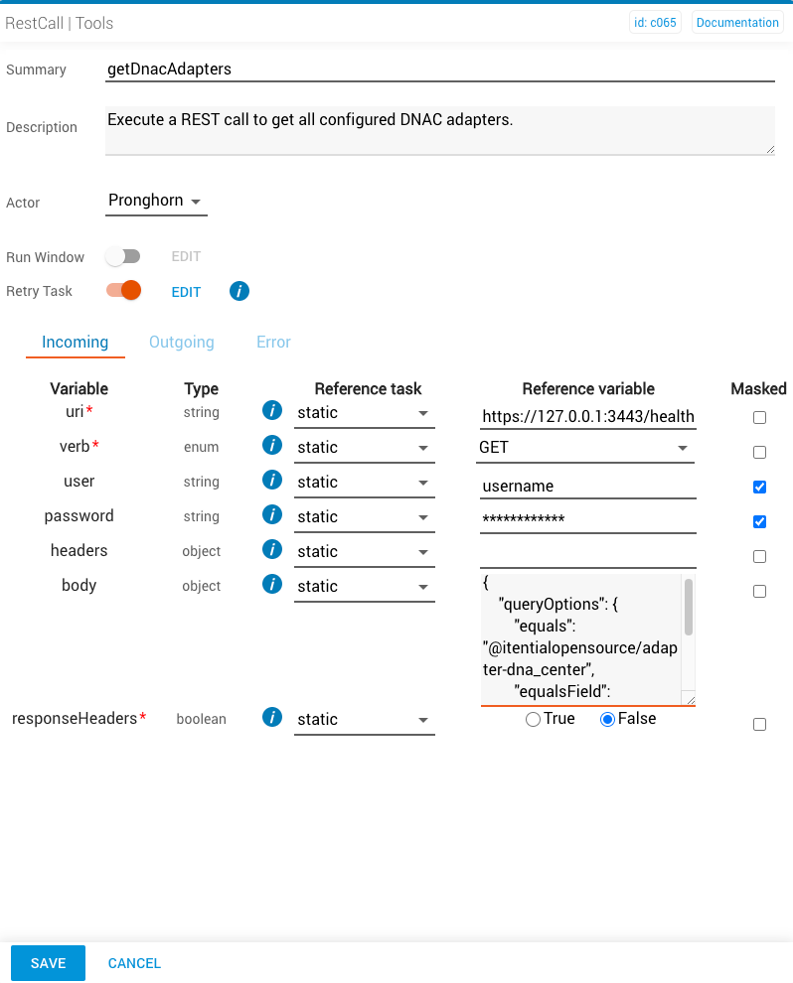 RestCall | Tools
id: c065
Documentation
Summary
getDnacAdapters
Description
Execute a REST call to get all configured DNAC adapters.
Actor
Pronghorn
Run Window
EDIT
Retry Task
EDIT
i
Incoming
Outgoing
Error
Variable Type Reference task Reference variable Masked
uri* string i static https://127.0.0.1:3443/health
verb* enum i static GET
user string i static username
password string i static ************
headers object i static
body object i static
{
"queryOptions": {
"equals":
"@itentialopensource/adap
ter-dna_center",
"equalsField":
responseHeaders* boolean i static True False
SAVE
CANCEL